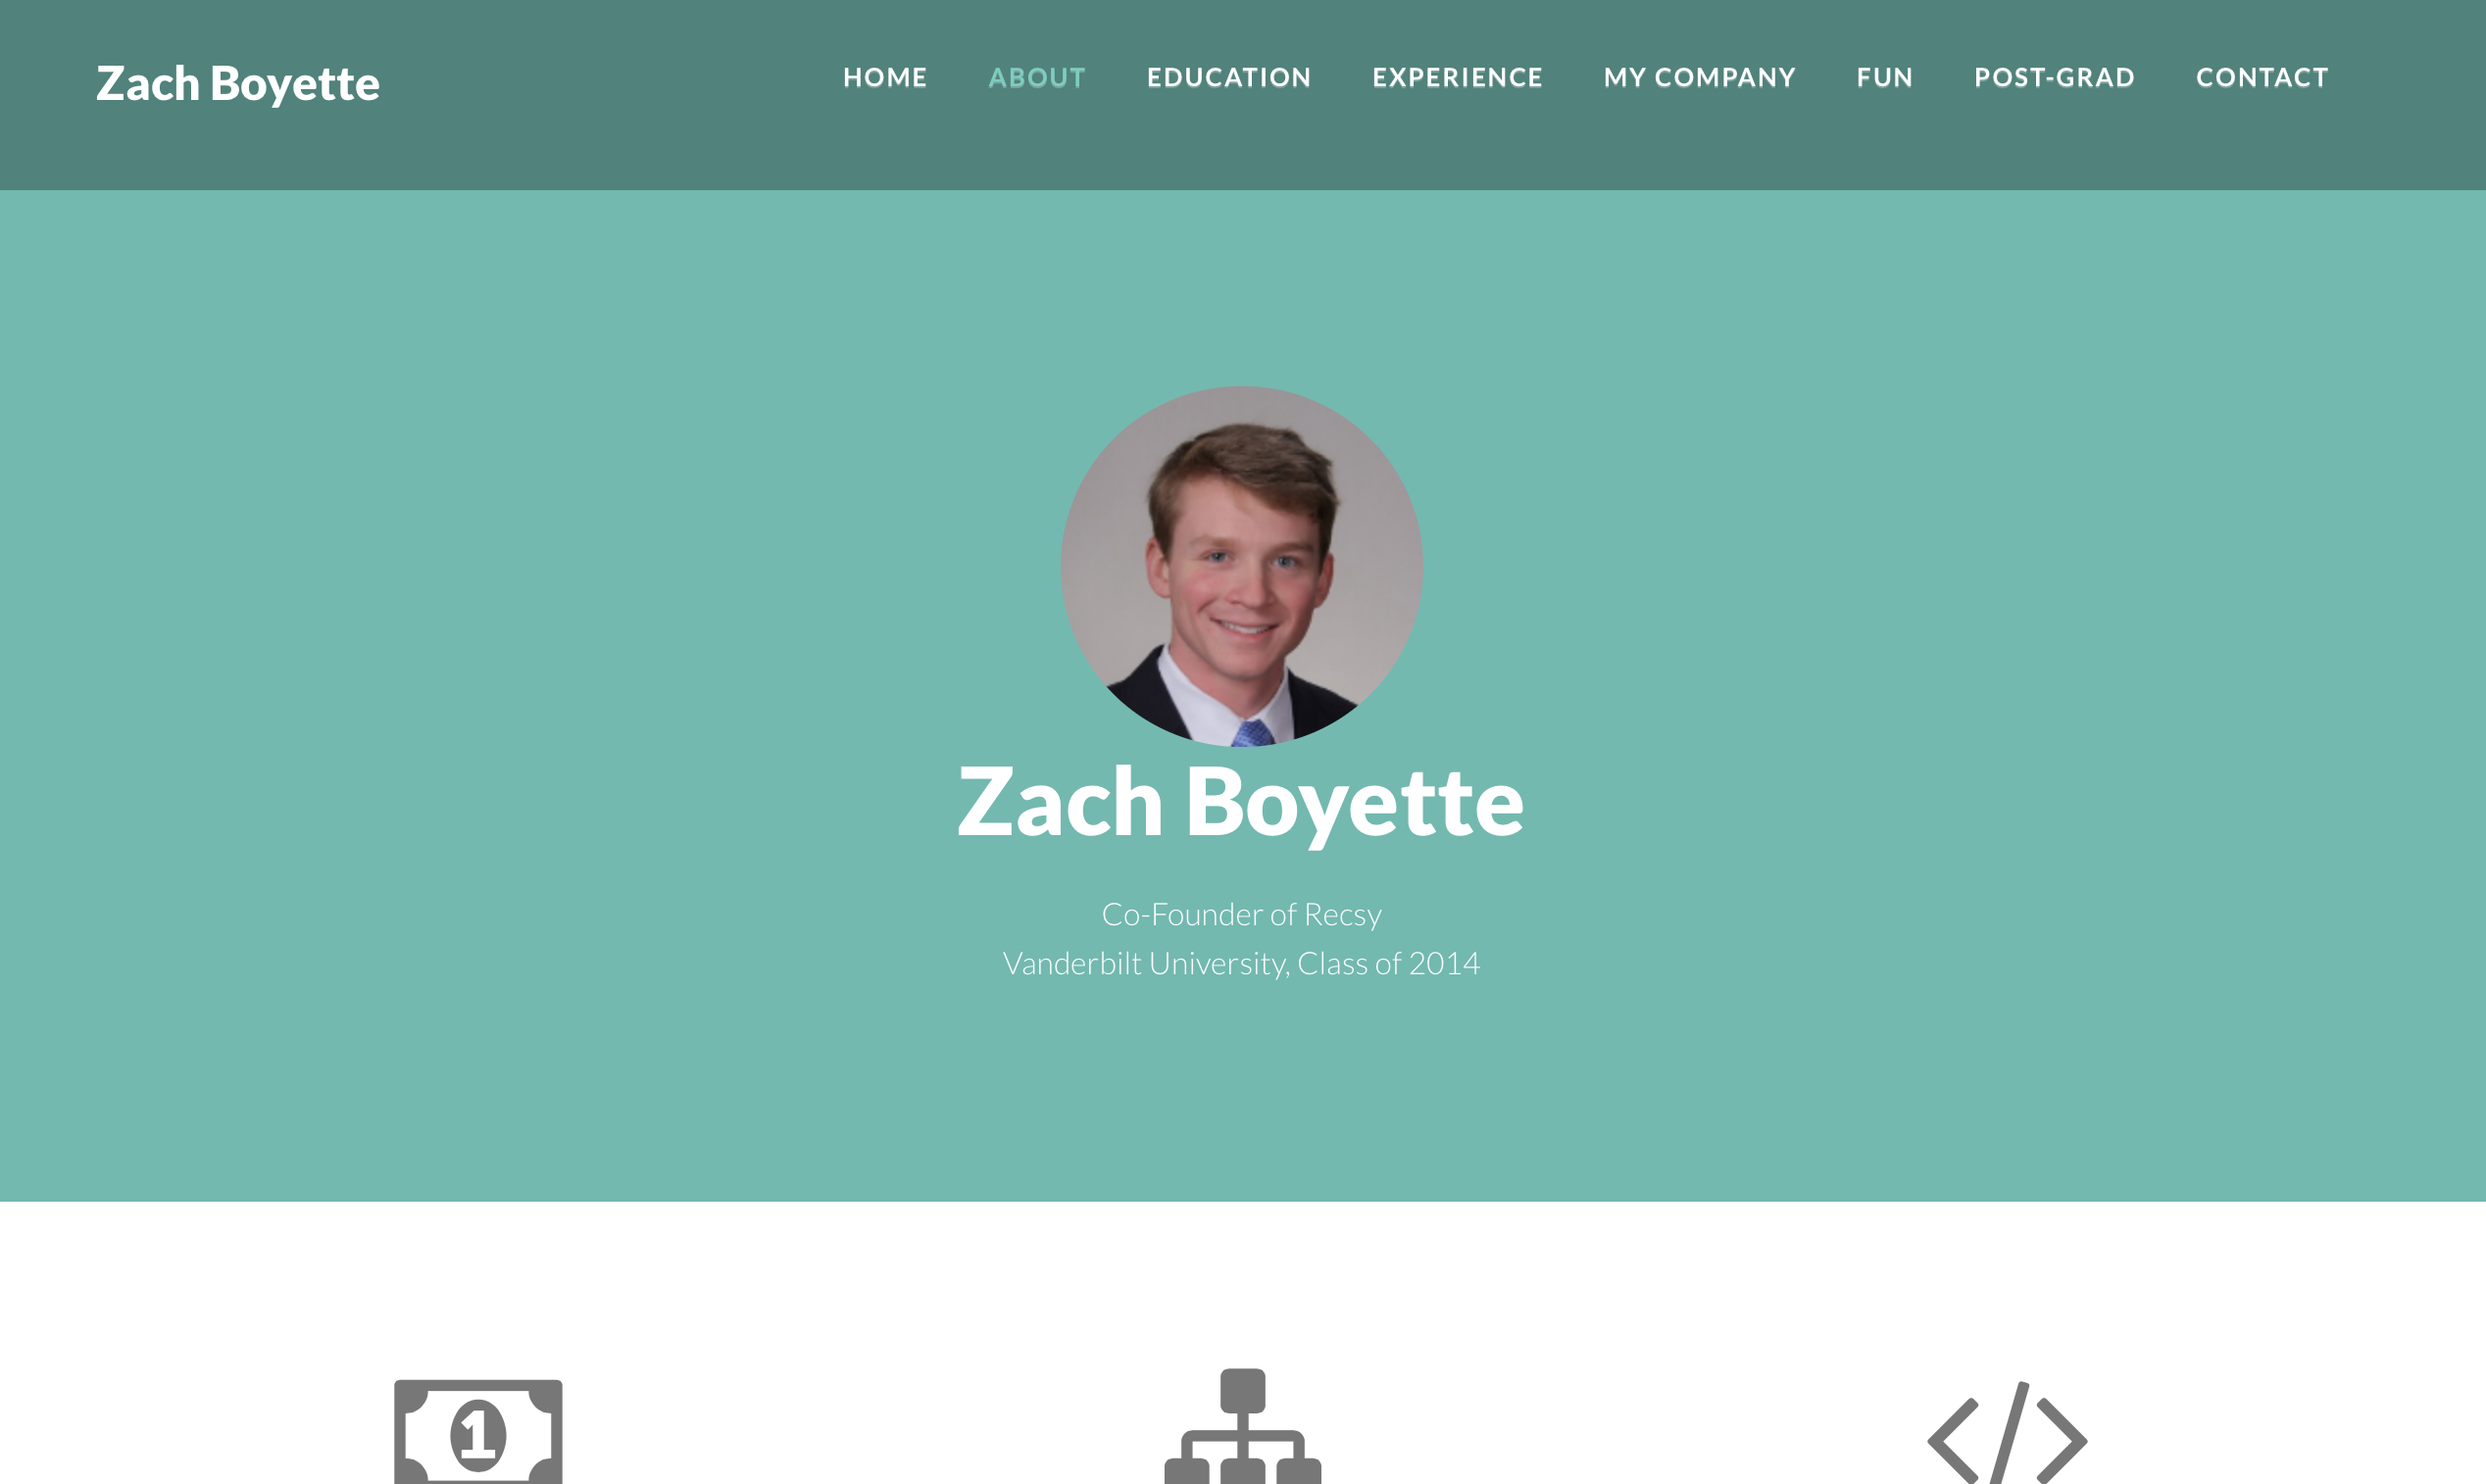 Zach Boyette
HOME ABOUT EDUCATION EXPERIENCE MY COMPANY FUN POST-GRAD CONTACT
Zach Boyette
Co-Founder of Recsy
Vanderbilt University, Class of 2014
1